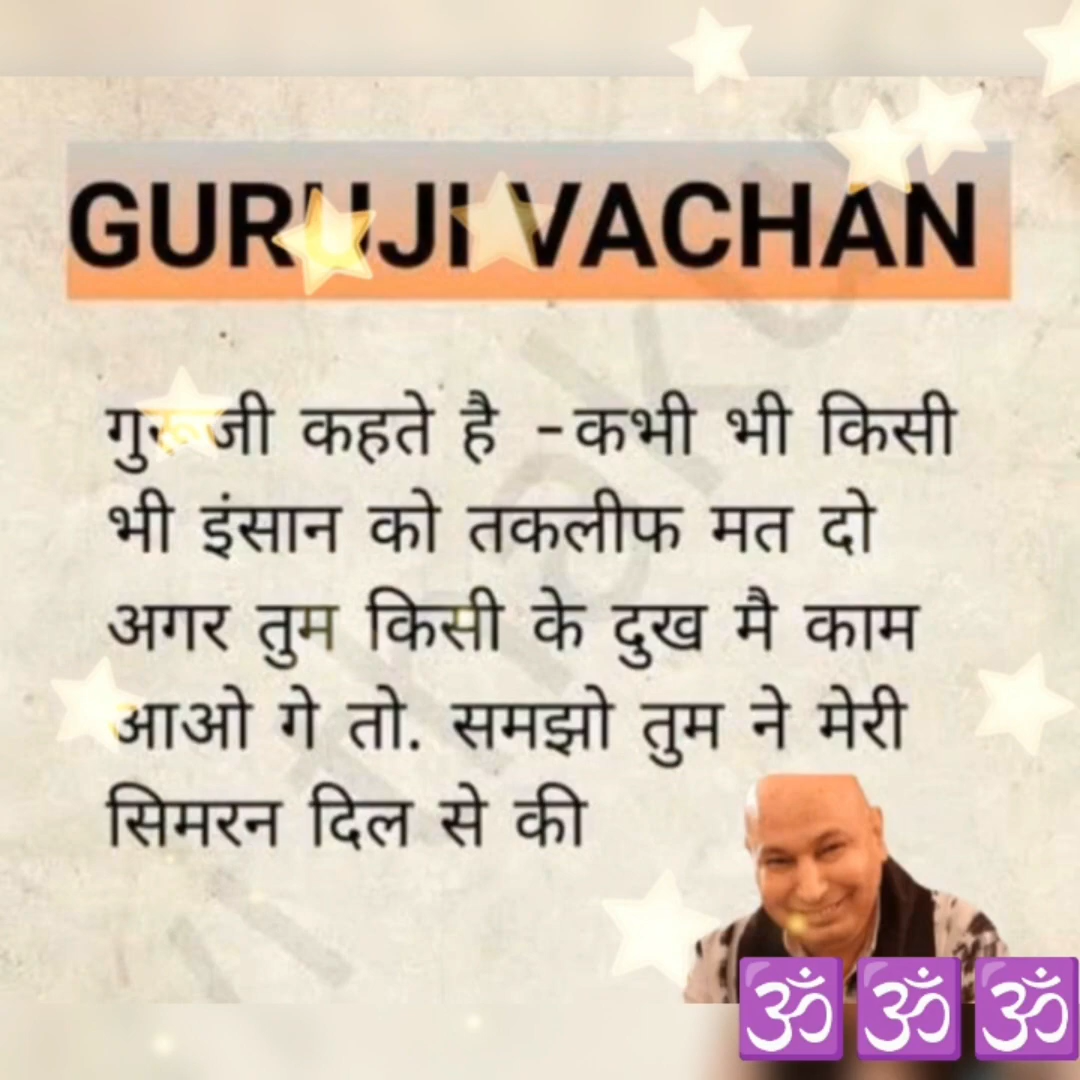 GURUJI VACHAN
गुरूजी कहते है -कभी भी किसी
भी इंसान को तकलीफ मत दो
अगर तुम किसी के दुख मै काम
आओ गे तो. समझो तुम ने मेरी
सिमरन दिल से की
ॐ ॐ ॐ